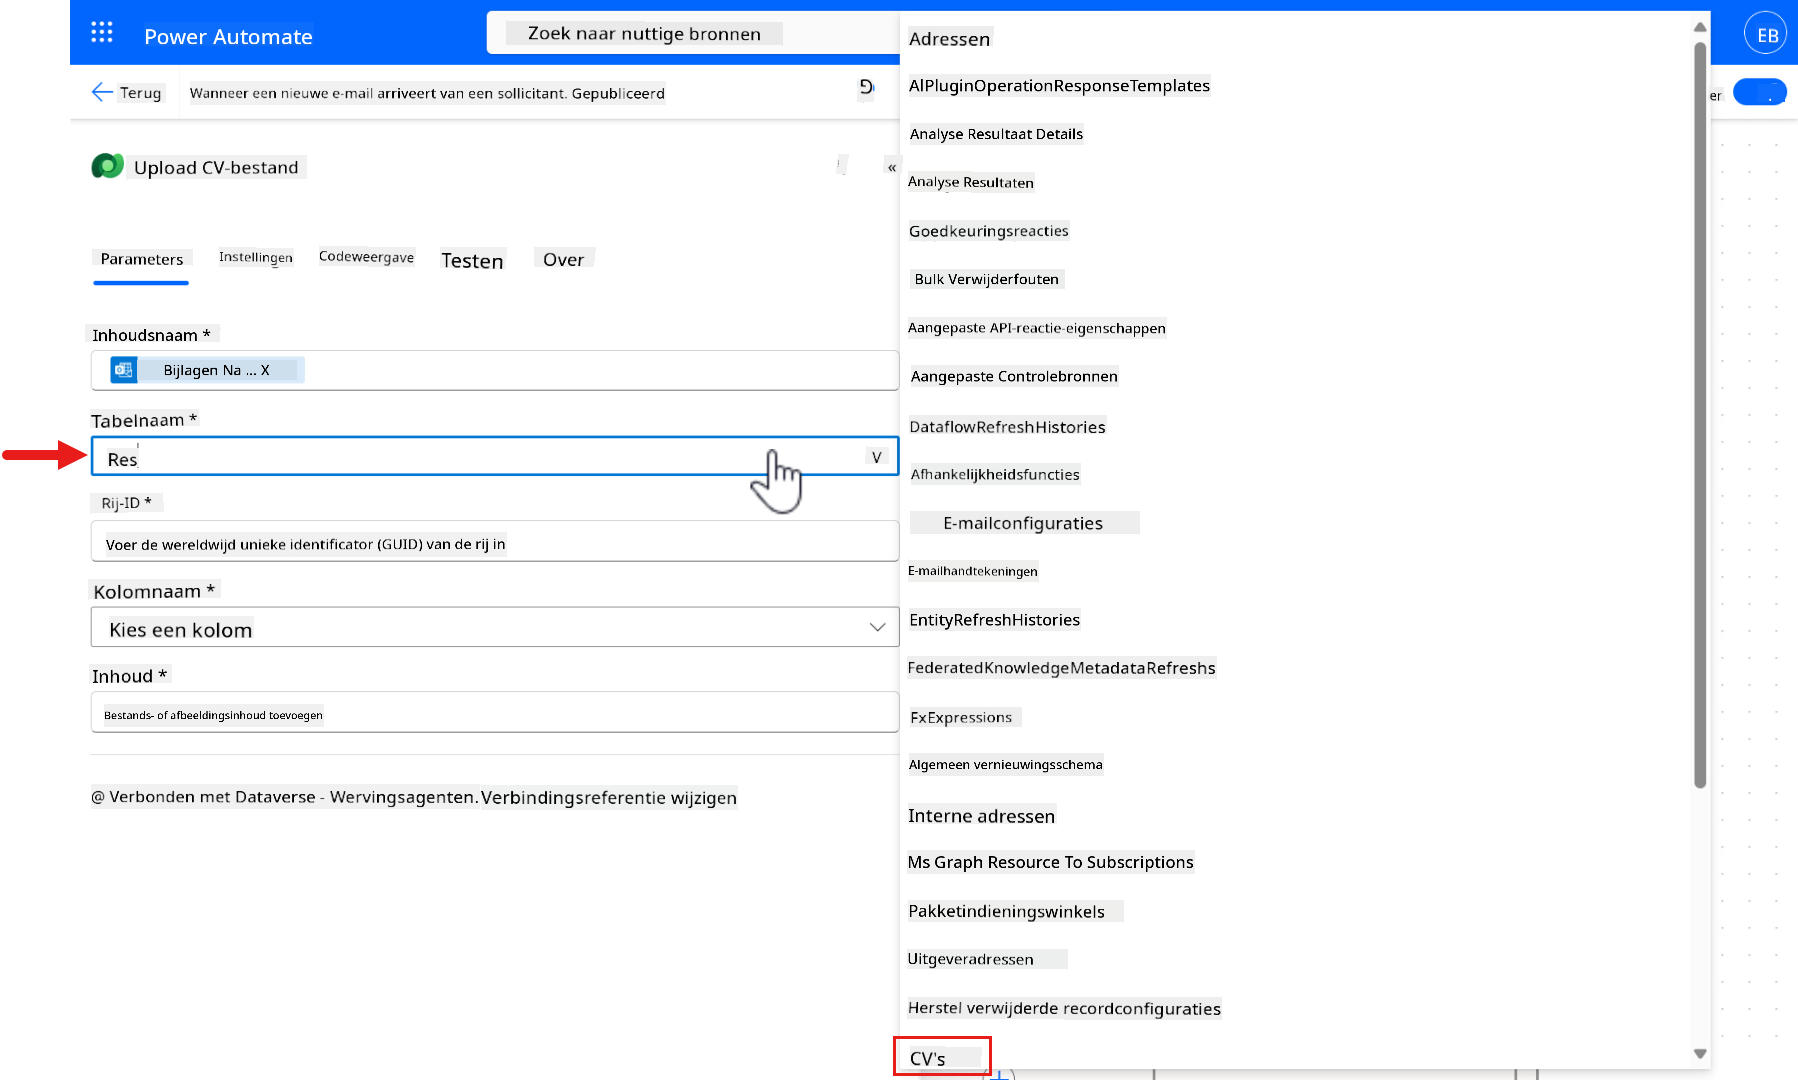 Power Automate
Zoek naar nuttige bronnen
EB
Terug
Wanneer een nieuwe e-mail arriveert van een sollicitant. Gepubliceerd
er
Upload CV-bestand
«
Parameters
Instellingen
Codeweergave
Testen
Over
Inhoudsnaam *
Bijlagen Na ... X
Tabelnaam *
Res
V
Rij-ID *
Voer de wereldwijd unieke identificator (GUID) van de rij in
Kolomnaam *
Kies een kolom
Inhoud *
Bestands- of afbeeldingsinhoud toevoegen
@ Verbonden met Dataverse - Wervingsagenten. Verbindingsreferentie wijzigen
Adressen
AlPluginOperationResponseTemplates
Analyse Resultaat Details
Analyse Resultaten
Goedkeuringsreacties
Bulk Verwijderfouten
Aangepaste API-reactie-eigenschappen
Aangepaste Controlebronnen
DataflowRefreshHistories
Afhankelijkheidsfuncties
E-mailconfiguraties
E-mailhandtekeningen
EntityRefreshHistories
FederatedKnowledgeMetadataRefreshs
FxExpressions
Algemeen vernieuwingsschema
Interne adressen
Ms Graph Resource To Subscriptions
Pakketindieningswinkels
Uitgeveradressen
Herstel verwijderde recordconfiguraties
CV's